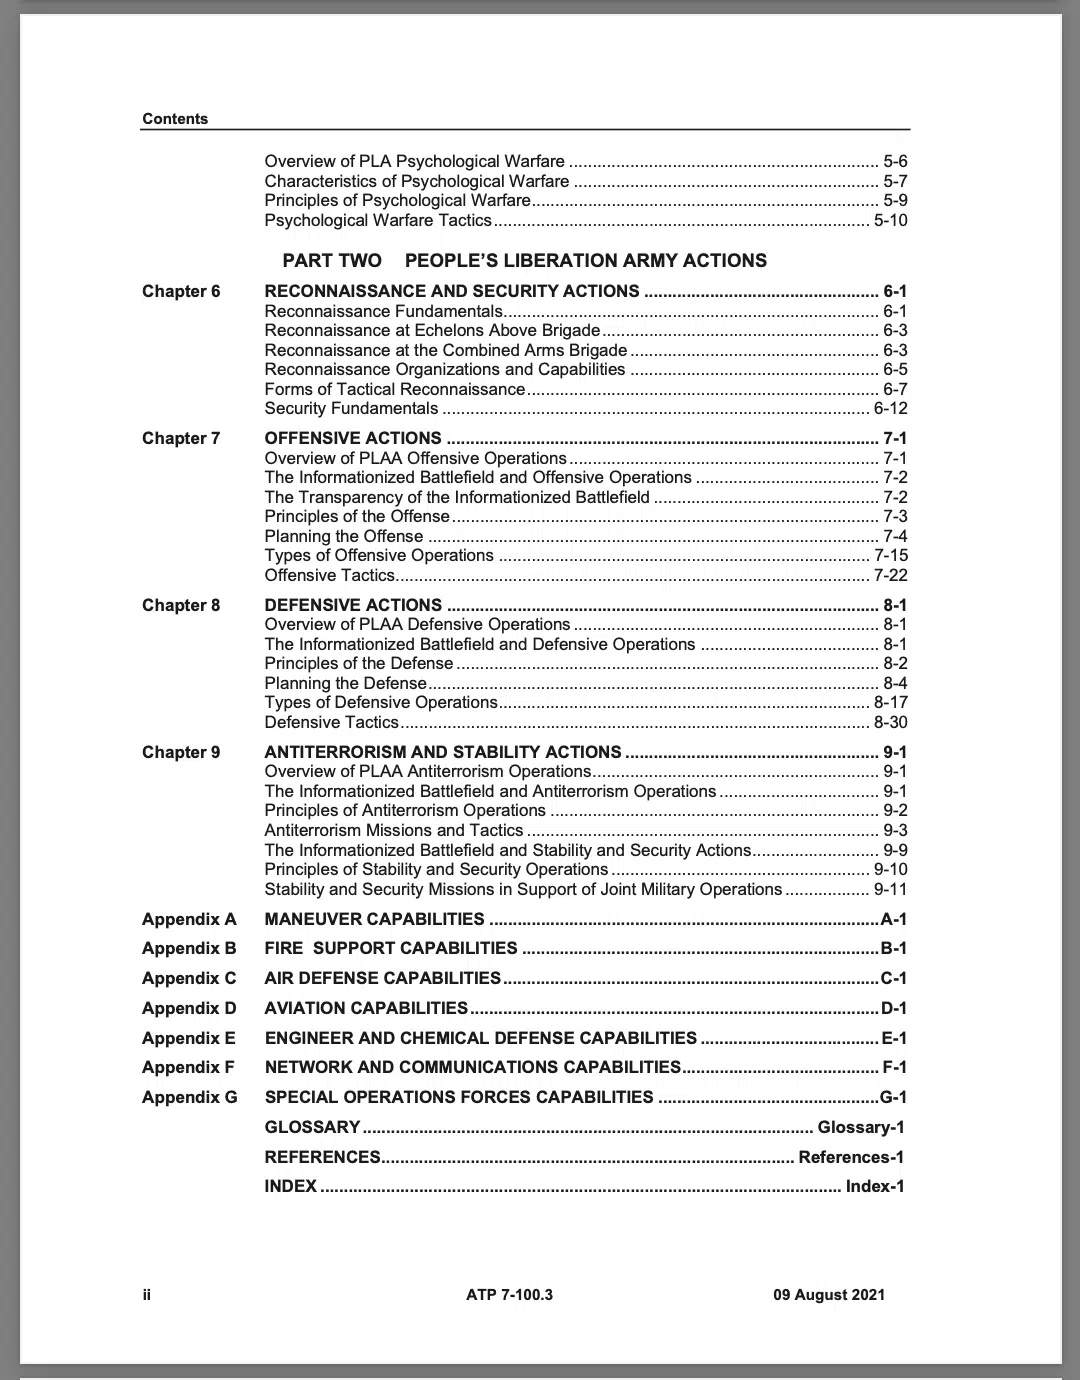 Contents
Overview of PLA Psychological Warfare .................................................................. 5-6
Characteristics of Psychological Warfare ................................................................. 5-7
Principles of Psychological Warfare.......................................................................... 5-9
Psychological Warfare Tactics................................................................................ 5-10
PART TWO PEOPLE’S LIBERATION ARMY ACTIONS
Chapter 6 RECONNAISSANCE AND SECURITY ACTIONS .................................................. 6-1
Reconnaissance Fundamentals................................................................................ 6-1
Reconnaissance at Echelons Above Brigade........................................................... 6-3
Reconnaissance at the Combined Arms Brigade ..................................................... 6-3
Reconnaissance Organizations and Capabilities ..................................................... 6-5
Forms of Tactical Reconnaissance........................................................................... 6-7
Security Fundamentals ........................................................................................... 6-12
Chapter 7 OFFENSIVE ACTIONS ............................................................................................ 7-1
Overview of PLAA Offensive Operations.................................................................. 7-1
The Informationized Battlefield and Offensive Operations ....................................... 7-2
The Transparency of the Informationized Battlefield ................................................ 7-2
Principles of the Offense........................................................................................... 7-3
Planning the Offense ................................................................................................ 7-4
Types of Offensive Operations ............................................................................... 7-15
Offensive Tactics..................................................................................................... 7-22
Chapter 8 DEFENSIVE ACTIONS ............................................................................................ 8-1
Overview of PLAA Defensive Operations ................................................................. 8-1
The Informationized Battlefield and Defensive Operations ...................................... 8-1
Principles of the Defense .......................................................................................... 8-2
Planning the Defense................................................................................................ 8-4
Types of Defensive Operations............................................................................... 8-17
Defensive Tactics.................................................................................................... 8-30
Chapter 9 ANTITERRORISM AND STABILITY ACTIONS ...................................................... 9-1
Overview of PLAA Antiterrorism Operations............................................................. 9-1
The Informationized Battlefield and Antiterrorism Operations .................................. 9-1
Principles of Antiterrorism Operations ...................................................................... 9-2
Antiterrorism Missions and Tactics ........................................................................... 9-3
The Informationized Battlefield and Stability and Security Actions........................... 9-9
Principles of Stability and Security Operations ....................................................... 9-10
Stability and Security Missions in Support of Joint Military Operations .................. 9-11
Appendix A MANEUVER CAPABILITIES ...................................................................................A-1
Appendix B FIRE SUPPORT CAPABILITIES ............................................................................B-1
Appendix C AIR DEFENSE CAPABILITIES................................................................................C-1
Appendix D AVIATION CAPABILITIES.......................................................................................D-1
Appendix E ENGINEER AND CHEMICAL DEFENSE CAPABILITIES ...................................... E-1
Appendix F NETWORK AND COMMUNICATIONS CAPABILITIES.......................................... F-1
Appendix G SPECIAL OPERATIONS FORCES CAPABILITIES ...............................................G-1
GLOSSARY ................................................................................................ Glossary-1
REFERENCES........................................................................................ References-1
INDEX ............................................................................................................... Index-1
ii ATP 7-100.3 09 August 2021